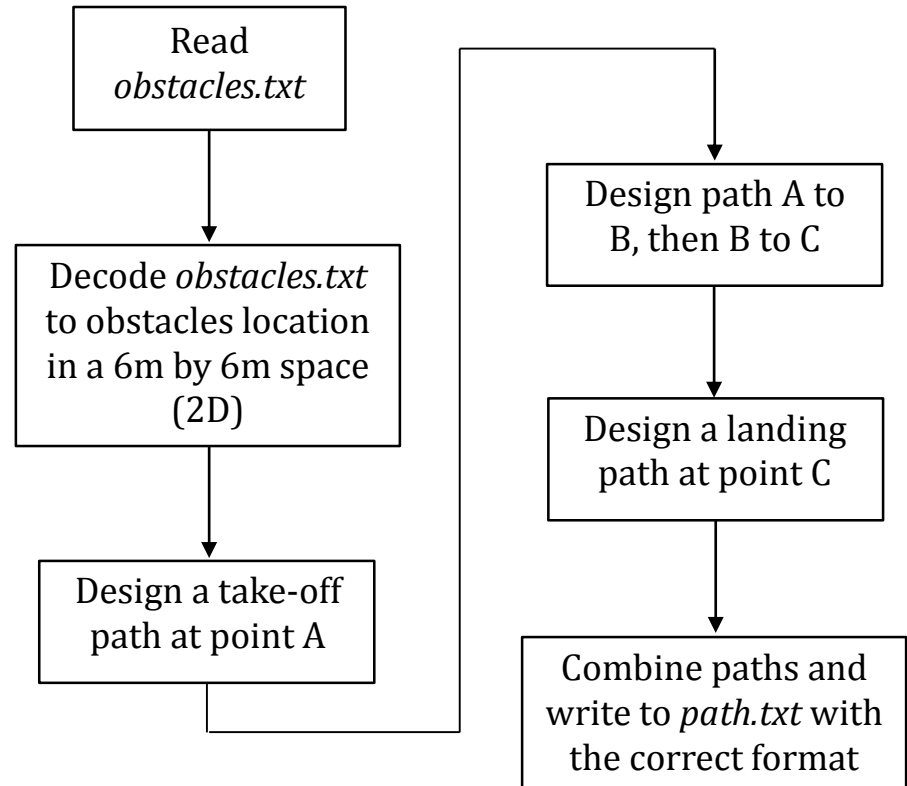 Read
obstacles.txt
Decode obstacles.txt
to obstacles location
in a 6m by 6m space
(2D)
Design a take-off
path at point A
Design path A to
B, then B to C
Design a landing
path at point C
Combine paths and
write to path.txt with
the correct format